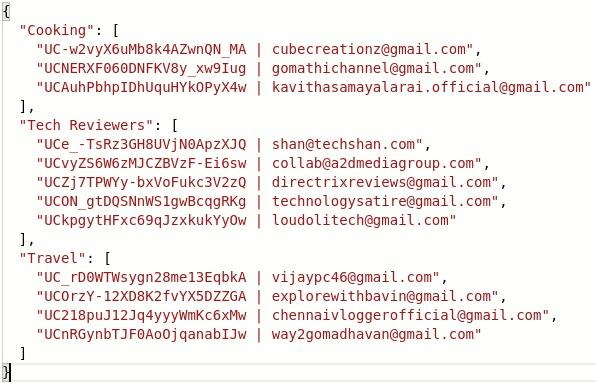 {
"Cooking": [
"UC-w2vyX6uMb8k4AZwnQN_MA | cubecreationz@gmail.com",
"UCNERXF060DNFKV8y_xw9Iug | gomathichannel@gmail.com",
"UCAuhPbhpIDhUquHYkOPyX4w | kavithasamayalarai.official@gmail.com"
],
"Tech Reviewers": [
"UCe_-TsRz3GH8UVjN0ApzXJQ | shan@techshan.com",
"UCvyZS6W6zMJCZBVzF-Ei6sw | collab@a2dmediagroup.com",
"UCZj7TPWYy-bxVoFukc3V2zQ | directrixreviews@gmail.com",
"UCON_gtDQSNnWS1gwBcqgRKg | technologysatire@gmail.com",
"UCkpgytHFxc69qJzxkukYyOw | loudolitech@gmail.com"
],
"Travel": [
"UC_rD0WTWsygn28me13EqbkA | vijaypc46@gmail.com",
"UCOrzY-12XD8K2fvYX5DZZGA | explorewithbavin@gmail.com",
"UC218puJ12Jq4yyyWmKc6xMw | chennaivloggerofficial@gmail.com,
"UCnRGynbTJF0AoOjqanabIJw | way2gomadhavan@gmail.com"
]
}